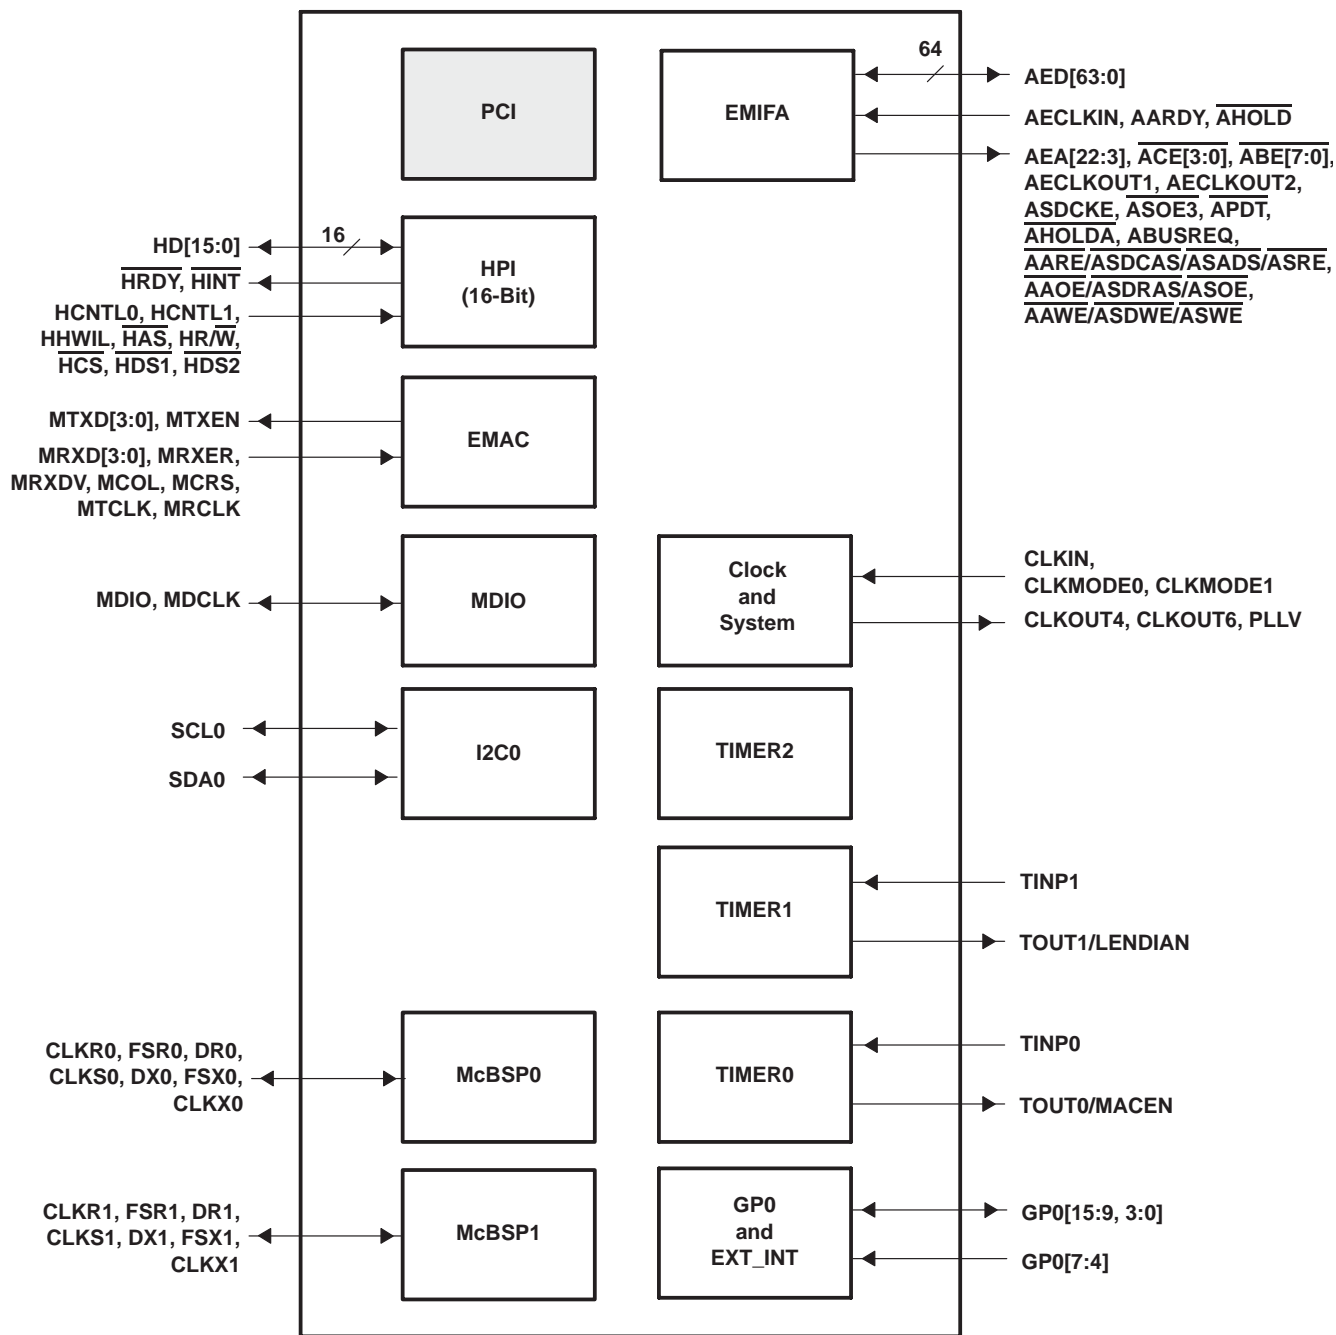 PCI
64
EMIFA
AED[63:0]
AECLKIN, AARDY, AHOLD
AEA[22:3], ACE[3:0], ABE[7:0],
AECLKOUT1, AECLKOUT2,
ASDCKE, ASOE3, APDT,
AHOLDA, ABUSREQ,
AARE/ASDCAS/ASADS/ASRE,
AAOE/ASDRAS/ASOE,
AAWE/ASDWE/ASWE
HD[15:0]
16
HRDY, HINT
HCNTL0, HCNTL1,
HHWIL, HAS, HR/W,
HCS, HDS1, HDS2
HPI
(16-Bit)
MTXD[3:0], MTXEN
MRXD[3:0], MRXER,
MRXDV, MCOL, MCRS,
MTCLK, MRCLK
EMAC
MDIO, MDCLK
MDIO
Clock
and
System
CLKIN,
CLKMODE0, CLKMODE1
CLKOUT4, CLKOUT6, PLLV
SCL0
SDA0
I2C0
TIMER2
TIMER1
TINP1
TOUT1/LENDIAN
CLKR0, FSR0, DR0,
CLKS0, DX0, FSX0,
CLKX0
McBSP0
TIMER0
TINP0
TOUT0/MACEN
CLKR1, FSR1, DR1,
CLKS1, DX1, FSX1,
CLKX1
McBSP1
GP0
and
EXT_INT
GP0[15:9, 3:0]
GP0[7:4]